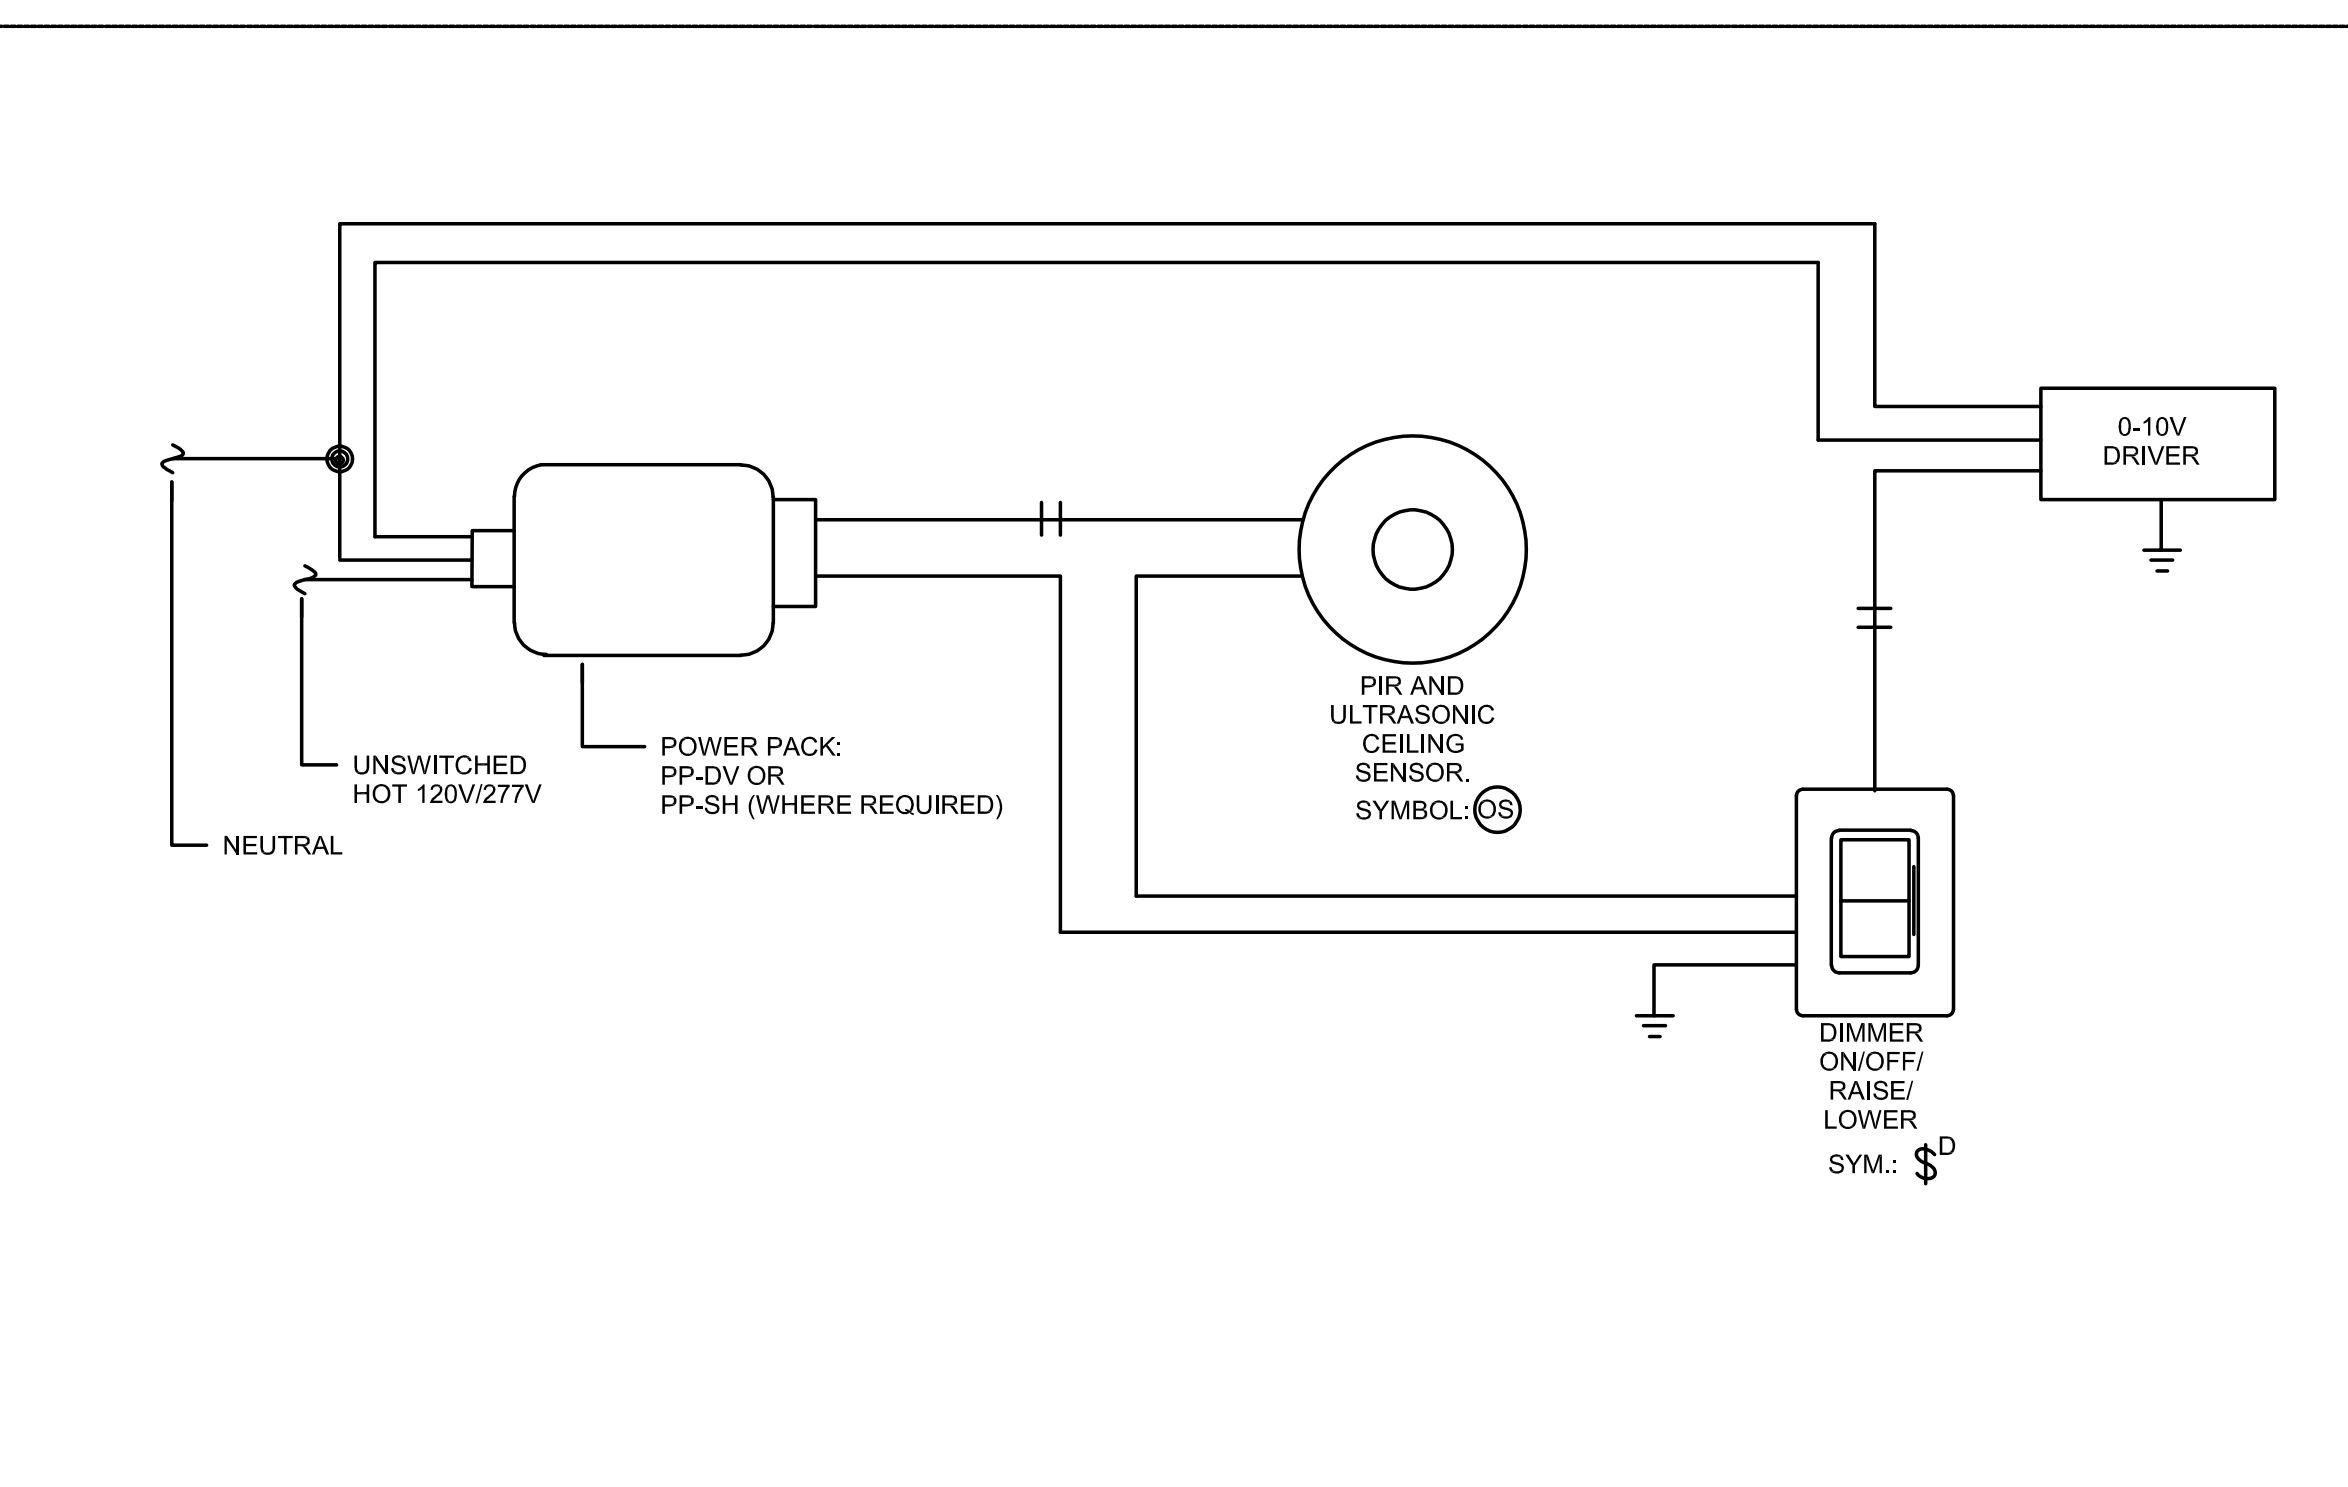 0-10V
DRIVER
PIR AND
ULTRASONIC
CEILING
SENSOR.
SYMBOL: OS
POWER PACK:
PP-DV OR
PP-SH (WHERE REQUIRED)
UNSWITCHED
HOT 120V/277V
NEUTRAL
DIMMER
ON/OFF/
RAISE/
LOWER
SYM.: $D